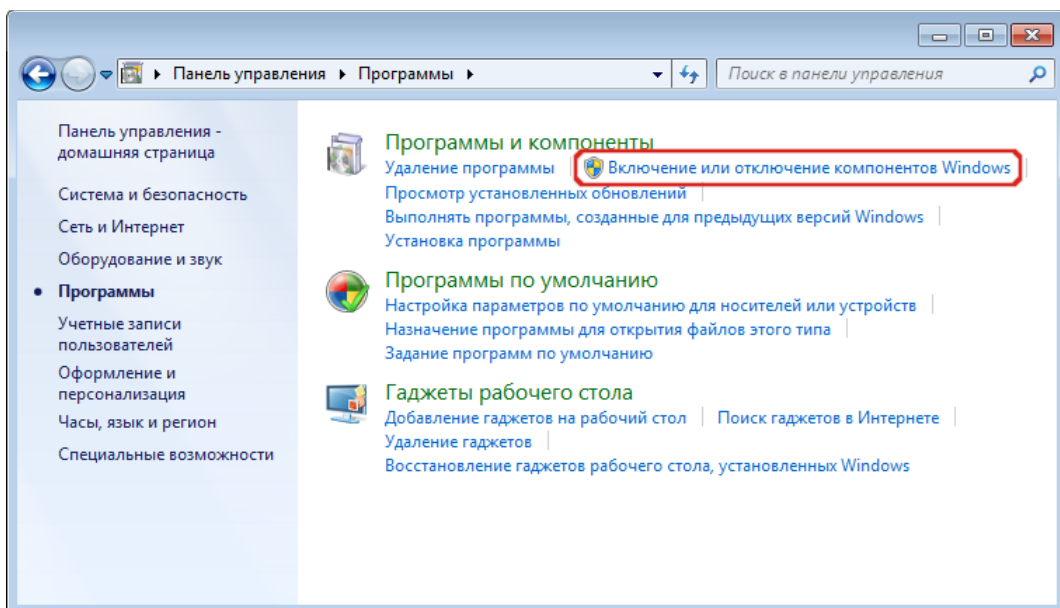 Панель управления ▸ Программы ▸
Поиск в панели управления
Панель управления -
домашняя страница
Система и безопасность
Сеть и Интернет
Оборудование и звук
Программы
Учетные записи
пользователей
Оформление и
персонализация
Часы, язык и регион
Специальные возможности
Программы и компоненты
Удаление программы
Включение или отключение компонентов Windows
Просмотр установленных обновлений
Выполнять программы, созданные для предыдущих версий Windows
Установка программы
Программы по умолчанию
Настройка параметров по умолчанию для носителей или устройств
Назначение программы для открытия файлов этого типа
Задание программ по умолчанию
Гаджеты рабочего стола
Добавление гаджетов на рабочий стол
Поиск гаджетов в Интернете
Удаление гаджетов
Восстановление гаджетов рабочего стола, установленных Windows